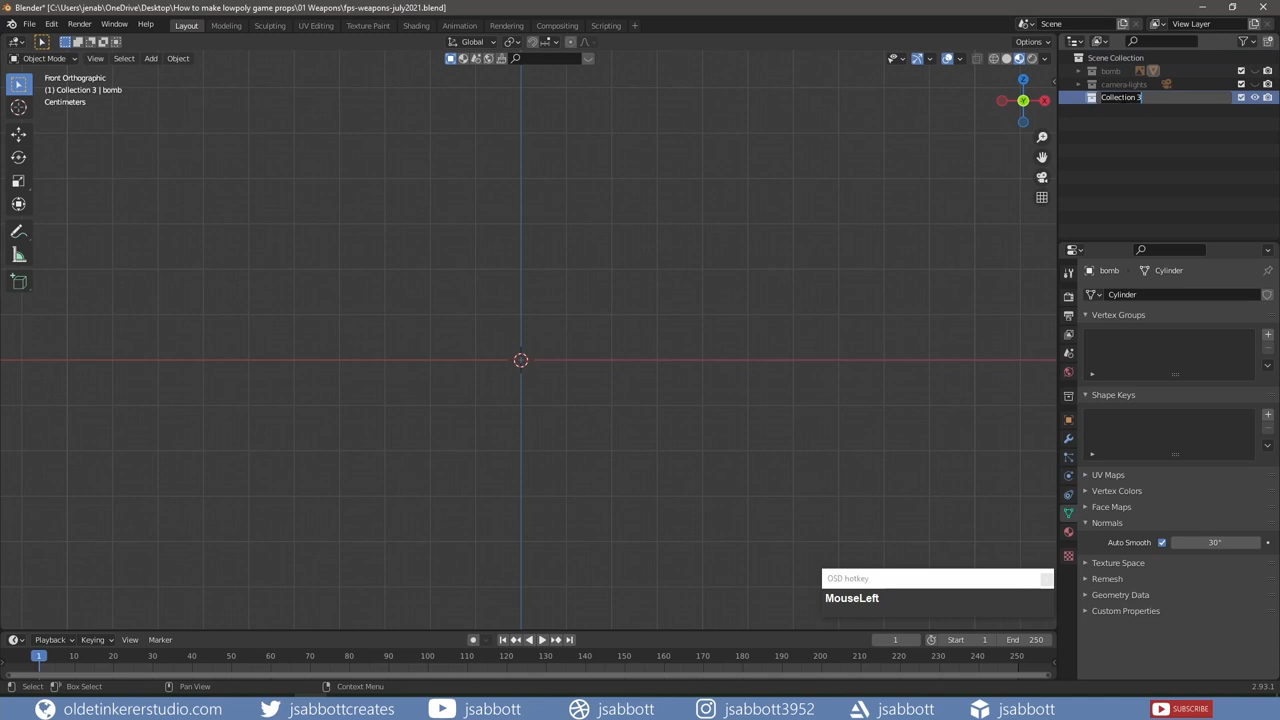 Blender* [C:\Users\jenab\OneDrive\Desktop\How to make lowpoly game props\01 Weapons\fps-weapons-july2021.blend]
File Edit Render Window Help Layout Modeling Sculpting UV Editing Texture Paint Shading Animation Rendering Compositing Scripting Scene View Layer
Global Options
Object Mode View Select Add Object
Scene Collection
bomb
camera-lights
Collection 3
Front Orthographic
(1) Collection 3 | bomb
Centimeters
Z
Y
X
bomb Cylinder
Cylinder
Vertex Groups
Shape Keys
UV Maps
Vertex Colors
Face Maps
Normals
Auto Smooth 30°
Texture Space
Remesh
Geometry Data
Custom Properties
OSD hotkey
MouseLeft
Playback Keying View Marker 1 Start 1 End 250
1 10 20 30 40 50 60 70 80 90 100 110 120 130 140 150 160 170 180 190 200 210 220 230 240 250
Select Box Select Pan View Context Menu 2.93.1
oldetinkererstudio.com jsabbottcreates jsabbott jsabbott jsabbott3952 jsabbott jsabbott SUBSCRIBE